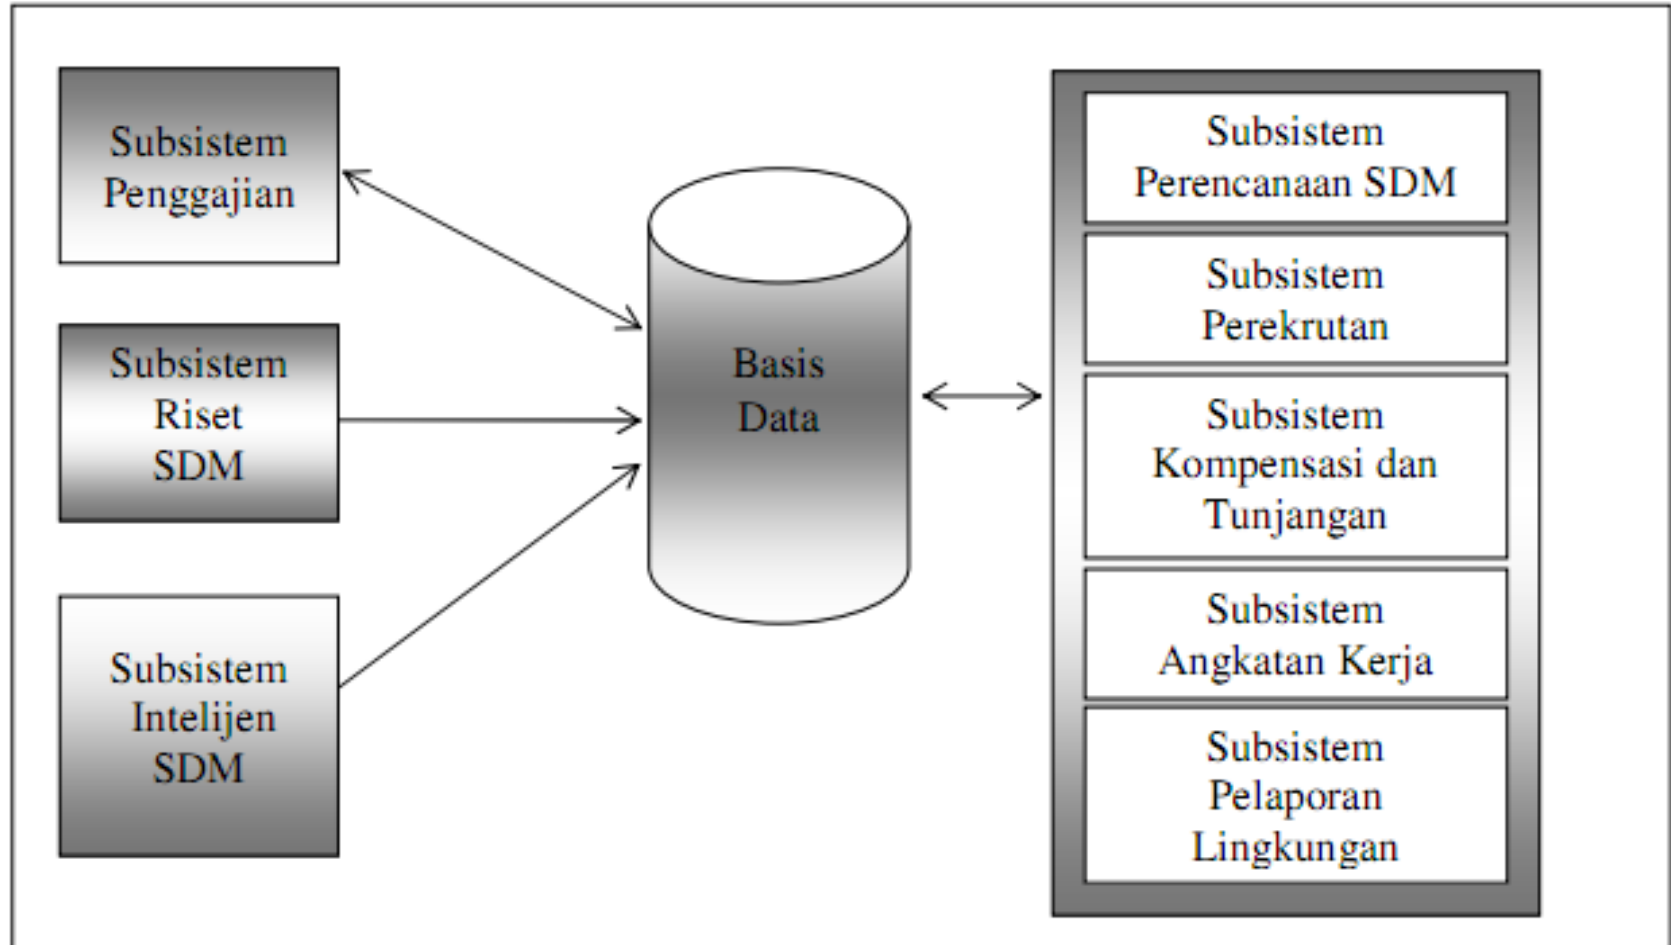 Subsistem
Penggajian
Subsistem
Riset
SDM
Subsistem
Intelijen
SDM
Basis
Data
Subsistem
Perencanaan SDM
Subsistem
Perekrutan
Subsistem
Kompensasi dan
Tunjangan
Subsistem
Angkatan Kerja
Subsistem
Pelaporan
Lingkungan